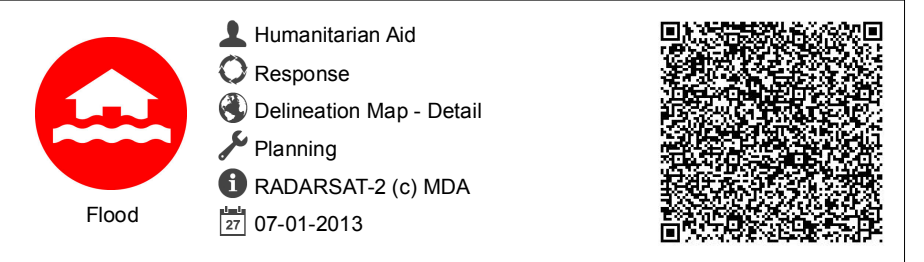 Humanitarian Aid
Response
Delineation Map - Detail
Planning
RADARSAT-2 (c) MDA
27 07-01-2013
Flood